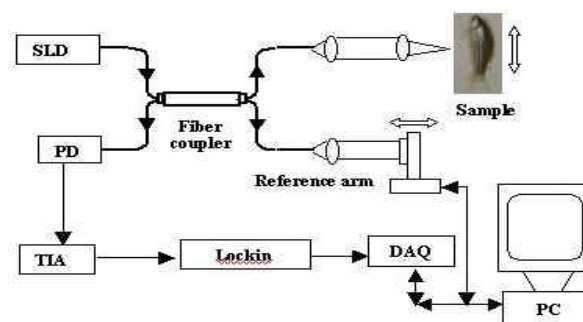 SLD
Sample
Fiber
coupler
PD
Reference arm
TIA
Lockin
DAQ
PC